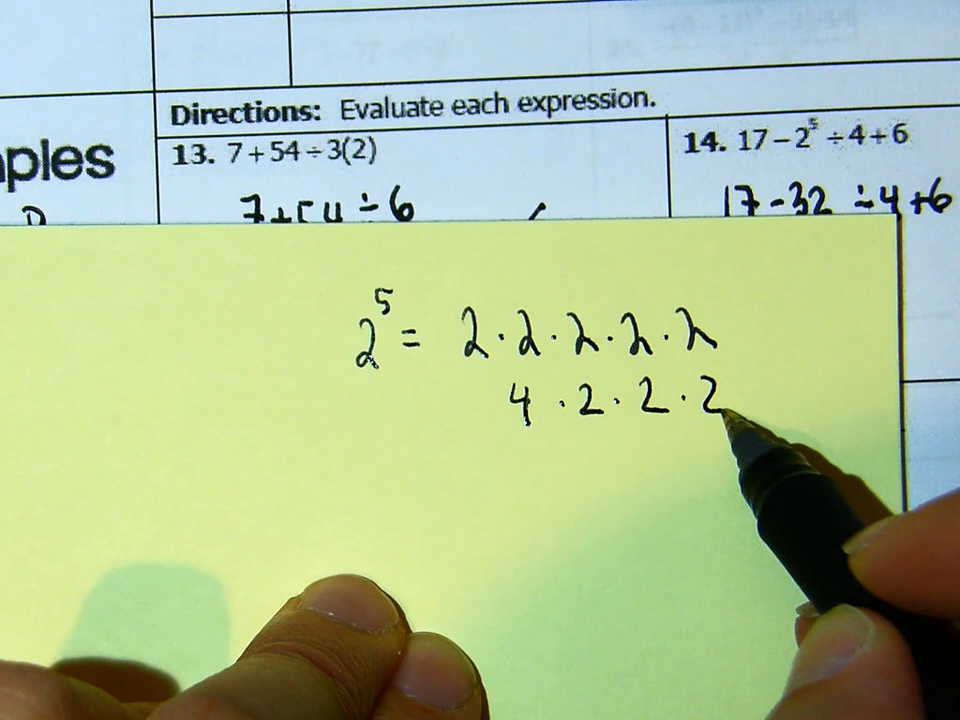 Directions: Evaluate each expression.
ples
13. 7 + 54 ÷ 3(2)
14. 17 − 2⁵ ÷ 4 + 6
7 + 54 ÷ 6
17 - 32 ÷ 4 + 6
2⁵ = 2 · 2 · 2 · 2 · 2
4 · 2 · 2 · 2